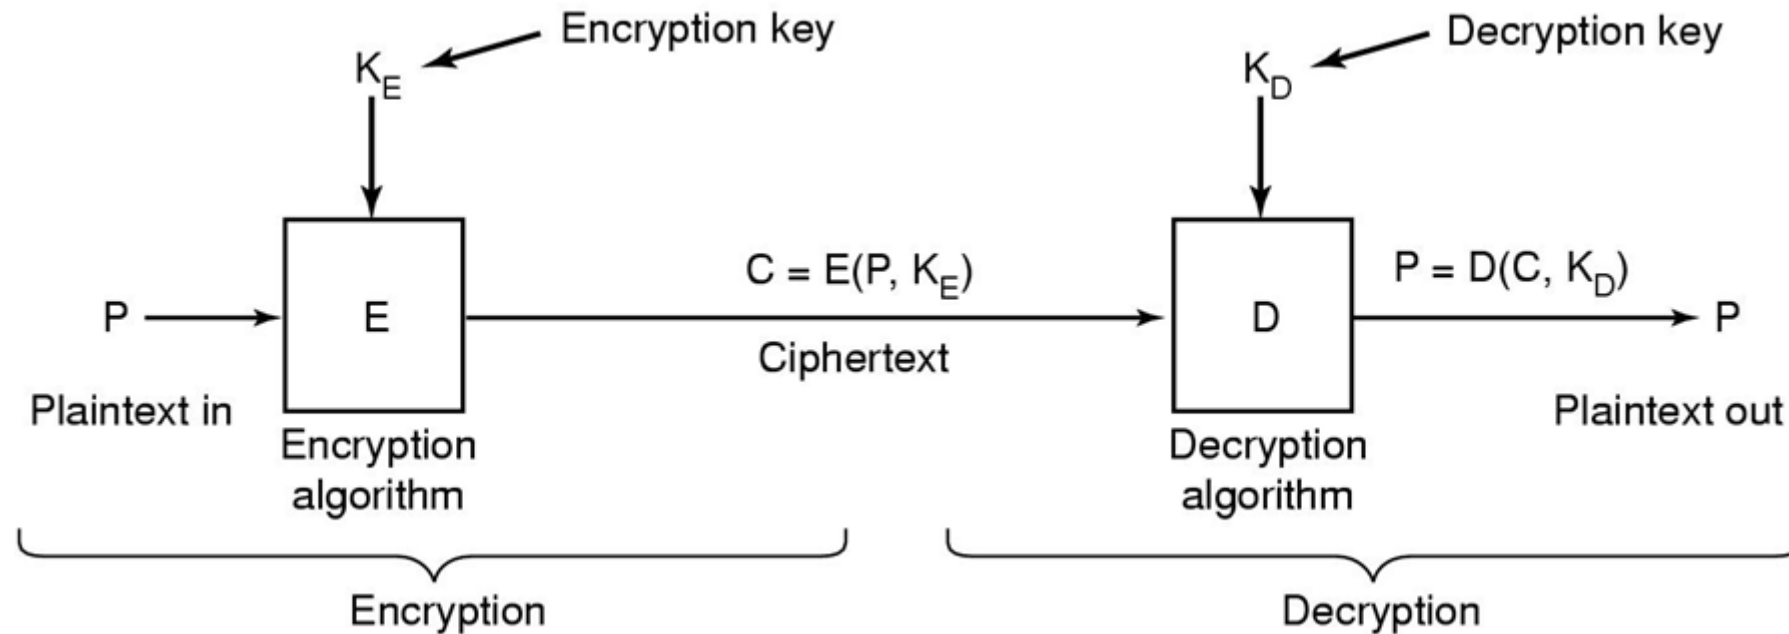 Encryption key
Decryption key
K_E
K_D
C = E(P, K_E)
P = D(C, K_D)
P
E
D
P
Ciphertext
Plaintext in
Plaintext out
Encryption
algorithm
Decryption
algorithm
Encryption
Decryption